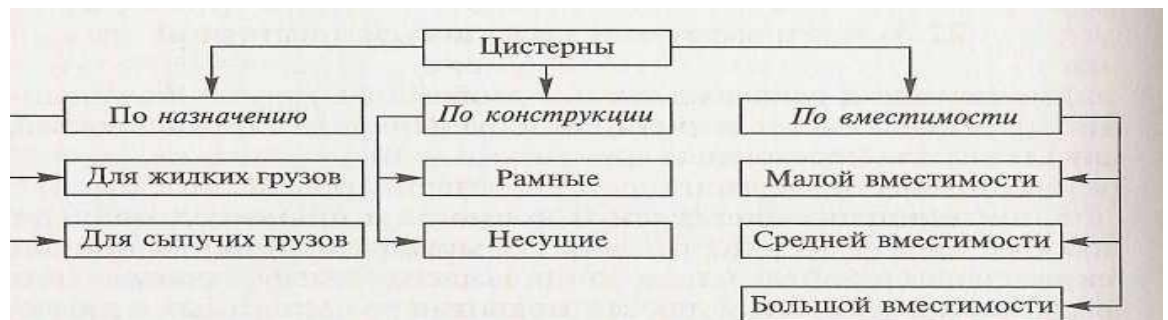 Цистерны
По назначению
По конструкции
По вместимости
Для жидких грузов
Рамные
Малой вместимости
Для сыпучих грузов
Несущие
Средней вместимости
Большой вместимости